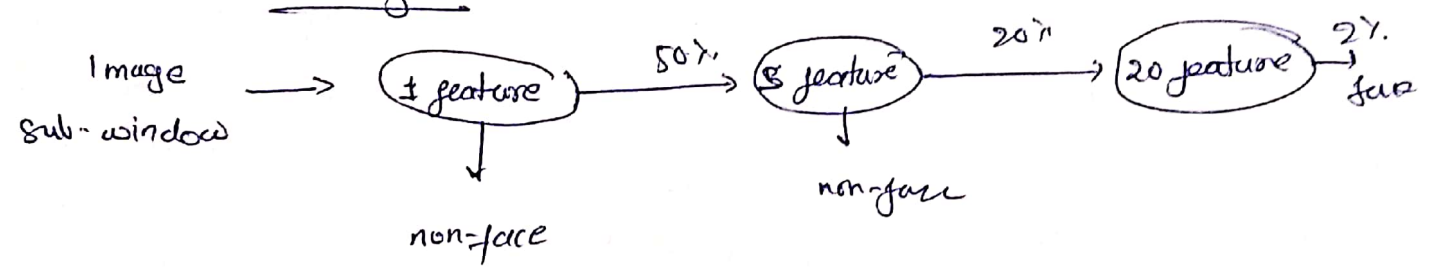 Image
sub-window
1 feature
50%
5 feature
20%
20 feature
2%
face
non-face
non-face